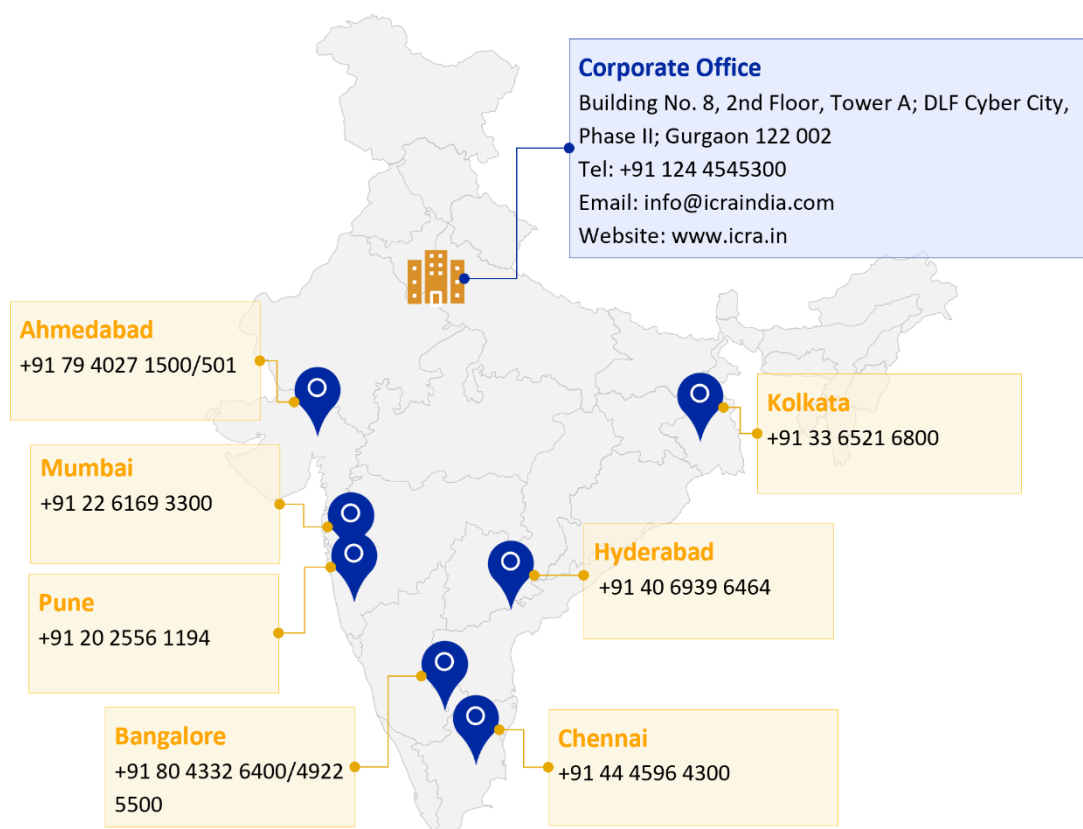 Corporate Office
Building No. 8, 2nd Floor, Tower A; DLF Cyber City,
Phase II; Gurgaon 122 002
Tel: +91 124 4545300
Email: info@icraindia.com
Website: www.icra.in
Ahmedabad
+91 79 4027 1500/501
Kolkata
+91 33 6521 6800
Mumbai
+91 22 6169 3300
Hyderabad
+91 40 6939 6464
Pune
+91 20 2556 1194
Bangalore
+91 80 4332 6400/4922
5500
Chennai
+91 44 4596 4300